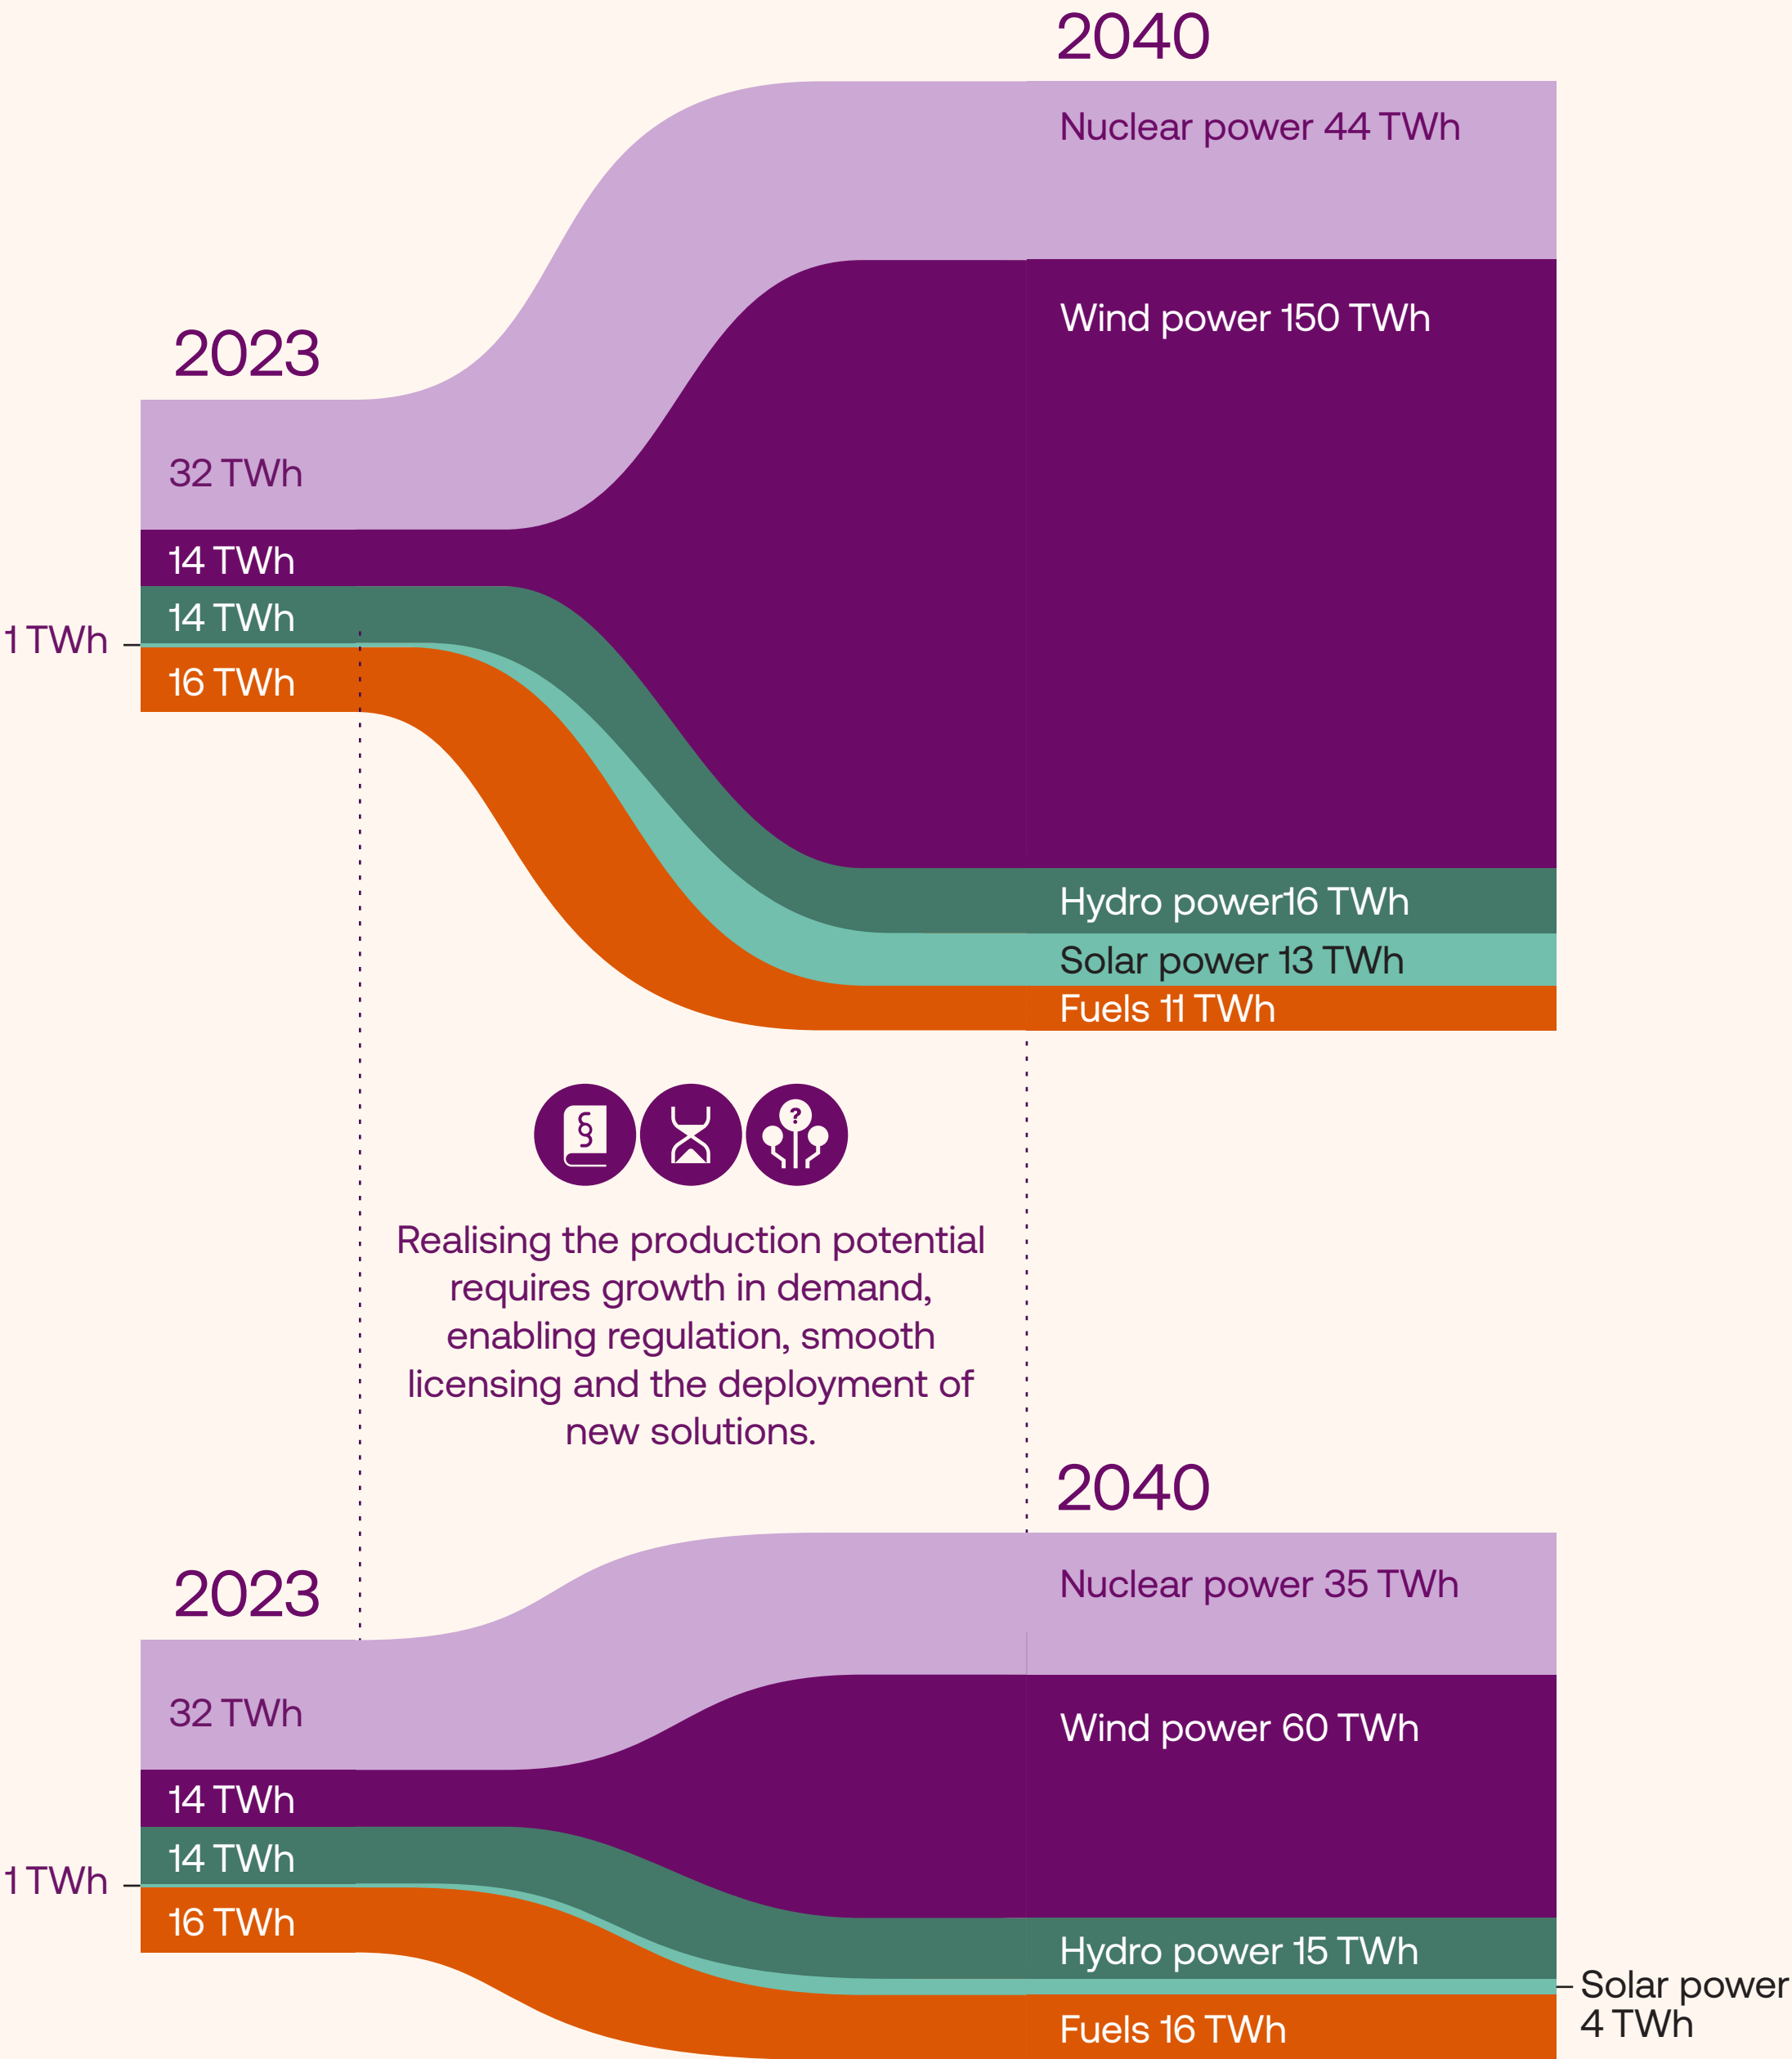 2040
Nuclear power 44 TWh
Wind power 150 TWh
2023
32 TWh
14 TWh
14 TWh
1 TWh
16 TWh
Hydro power16 TWh
Solar power 13 TWh
Fuels 11 TWh
§
?
Realising the production potential
requires growth in demand,
enabling regulation, smooth
licensing and the deployment of
new solutions.
2040
Nuclear power 35 TWh
2023
32 TWh
Wind power 60 TWh
14 TWh
14 TWh
1 TWh
16 TWh
Hydro power 15 TWh
Solar power
4 TWh
Fuels 16 TWh